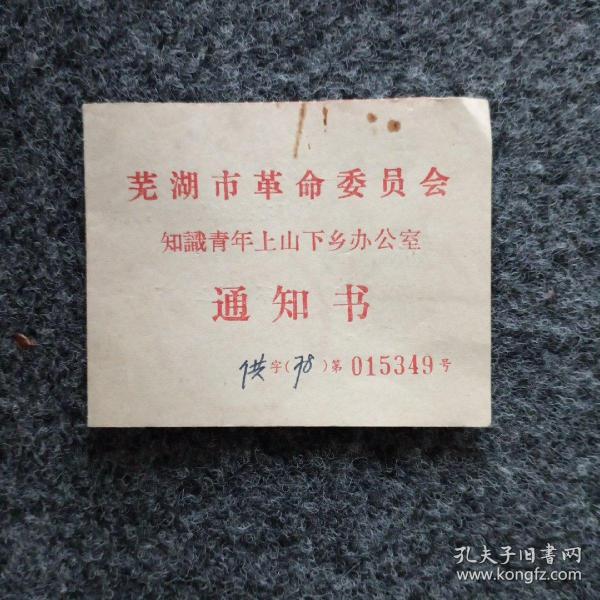 芜湖市革命委员会
知識青年上山下乡办公室
通知书
供字(78)第015349号
孔夫子旧書网
www.kongfz.com